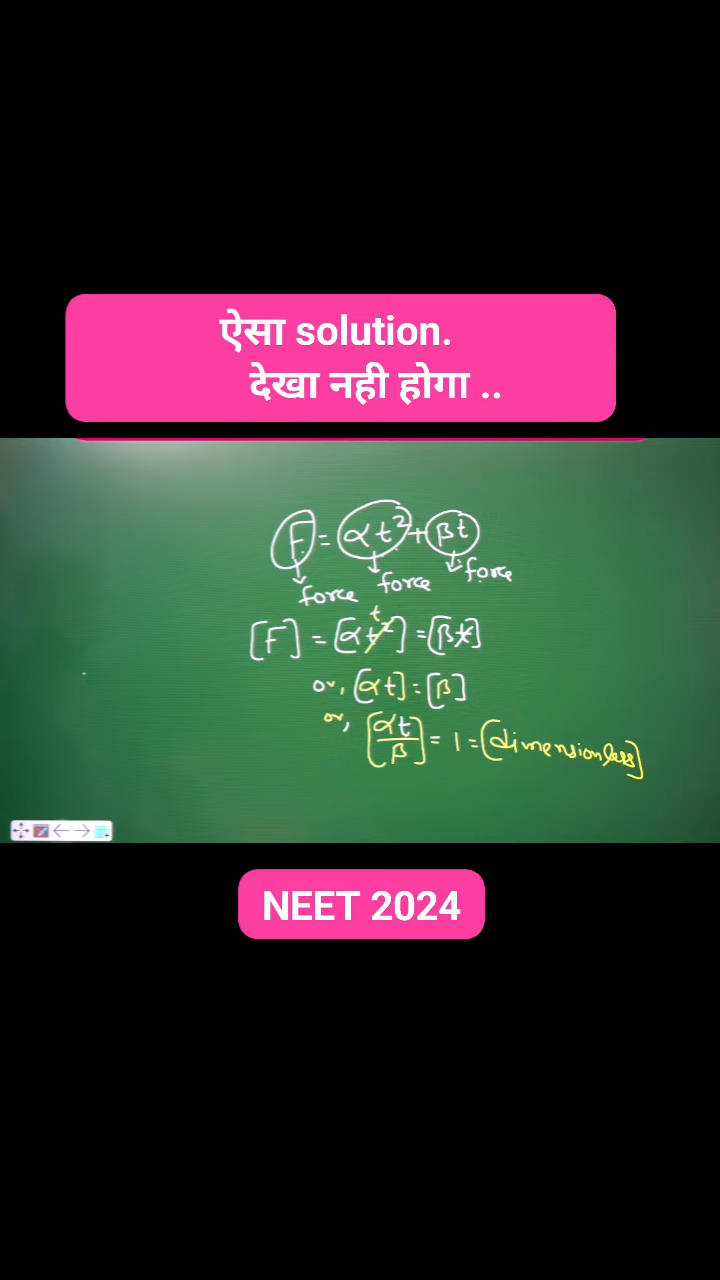 ऐसा solution.
देखा नही होगा ..
F = αt² + βt
force force force
t
[F] = [αt²] = [βt]
or, [αt] = [β]
or, [αt/β] = 1 = [dimensionless]
NEET 2024